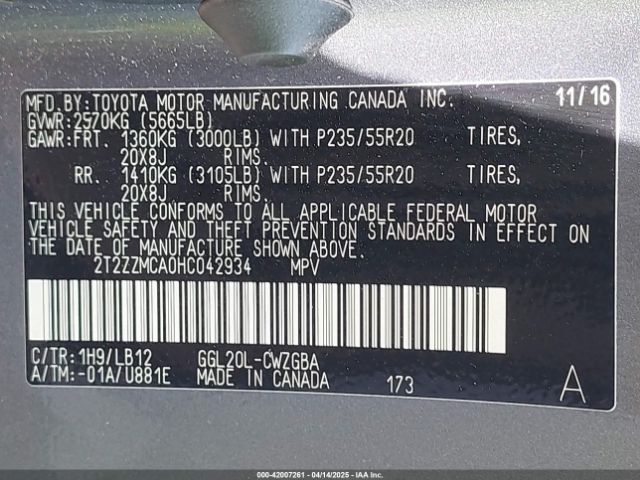 MFD.BY:TOYOTA MOTOR MANUFACTURING CANADA INC. 11/16
GVWR:2570KG (5665LB)
GAWR:FRT. 1360KG (3000LB) WITH P235/55R20 TIRES,
20X8J RIMS.
RR. 1410KG (3105LB) WITH P235/55R20 TIRES,
20X8J RIMS.
THIS VEHICLE CONFORMS TO ALL APPLICABLE FEDERAL MOTOR
VEHICLE SAFETY AND THEFT PREVENTION STANDARDS IN EFFECT ON
THE DATE OF MANUFACTURE SHOWN ABOVE.
2T2ZZMCA0HC042934 MPV
C/TR:1H9/LB12 GGL20L-CWZGBA
A/TM:-01A/U881E MADE IN CANADA 173 A
000-42007261 - 04/14/2025 - IAAI.COM